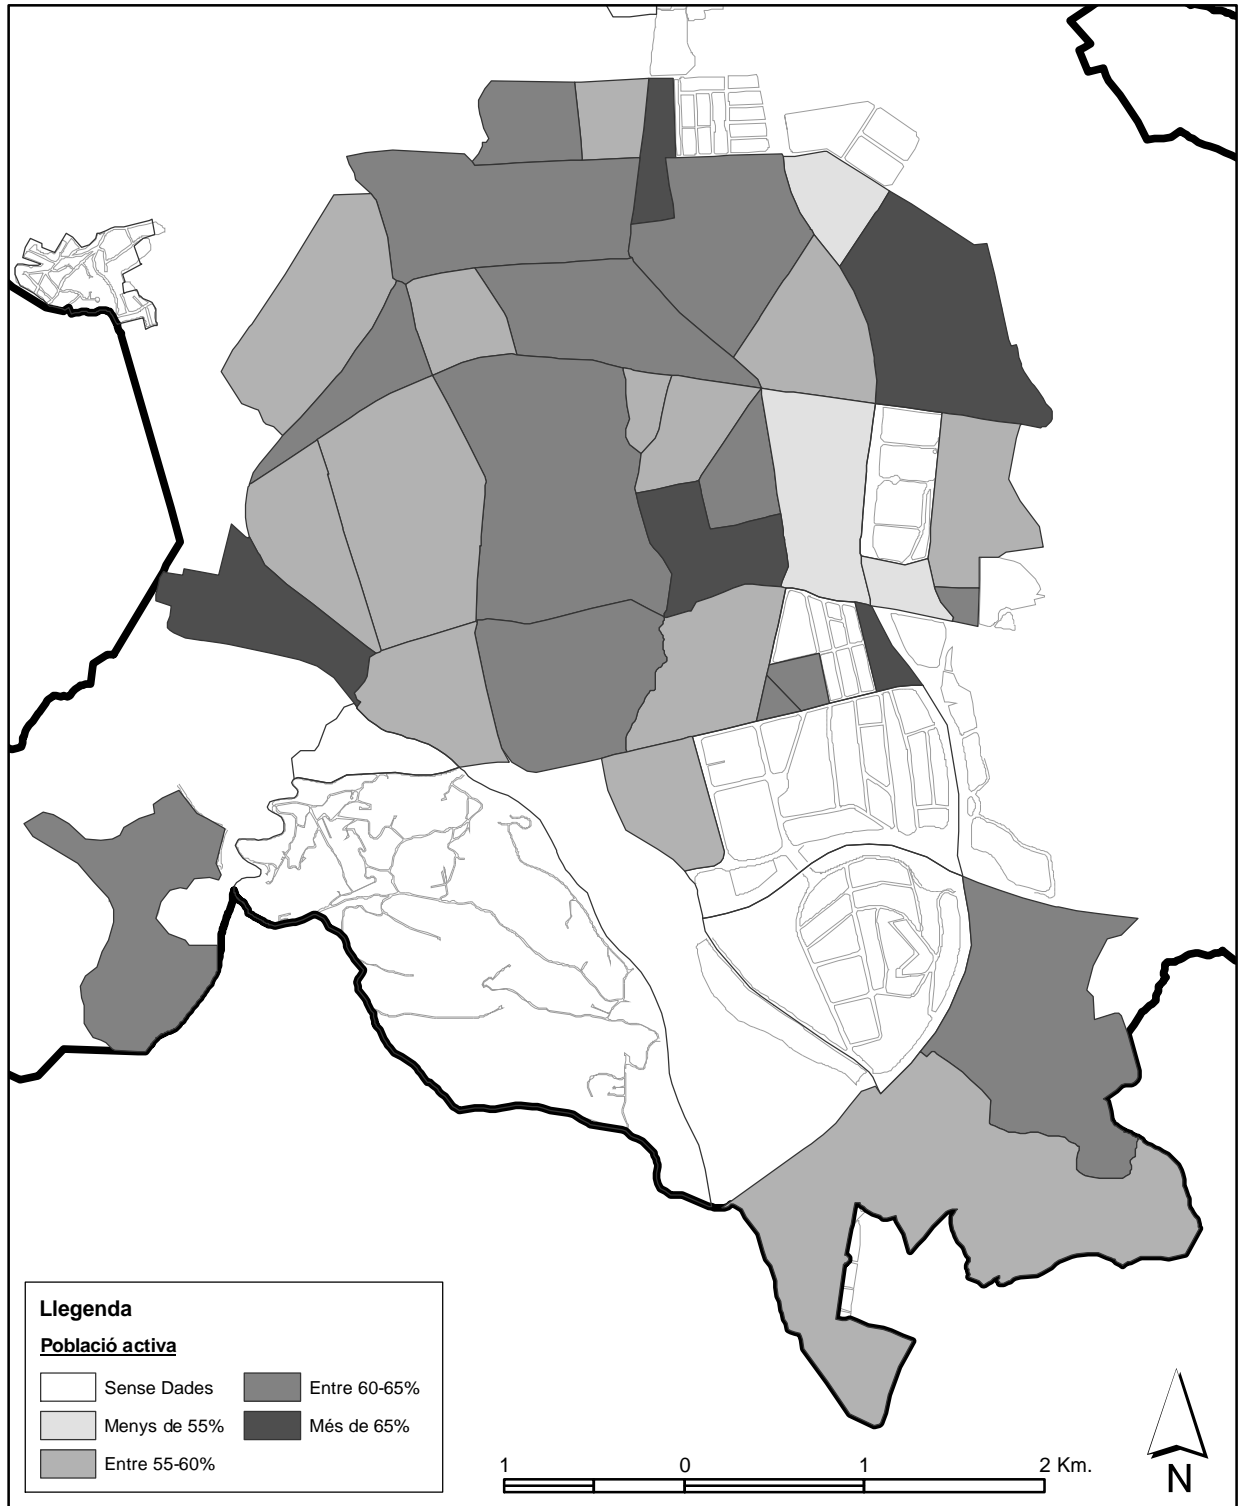 Llegenda
Població activa
Sense Dades
Entre 60-65%
Menys de 55%
Més de 65%
Entre 55-60%
1 0 1 2 Km.
N